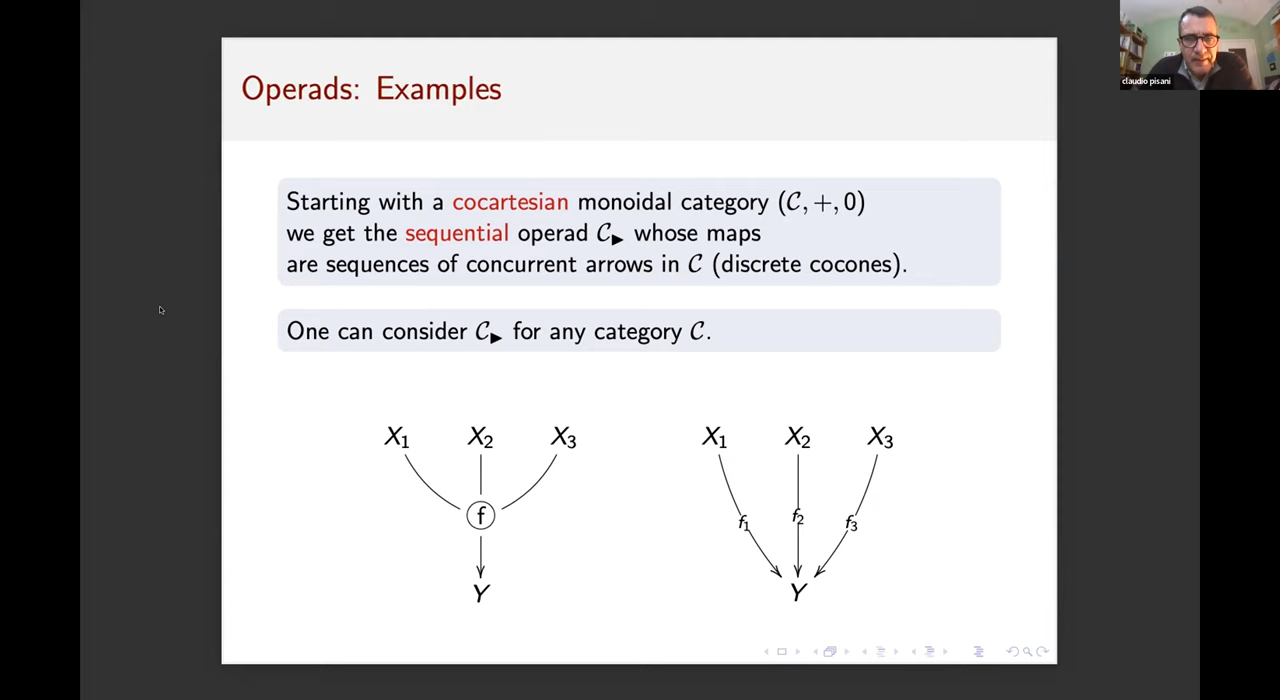 Operads: Examples
claudio pisani
Starting with a cocartesian monoidal category (𝒞, +, 0)
we get the sequential operad 𝒞▶ whose maps
are sequences of concurrent arrows in 𝒞 (discrete cocones).
One can consider 𝒞▶ for any category 𝒞.
X₁ X₂ X₃ X₁ X₂ X₃
f f₁ f₂ f₃
Y Y